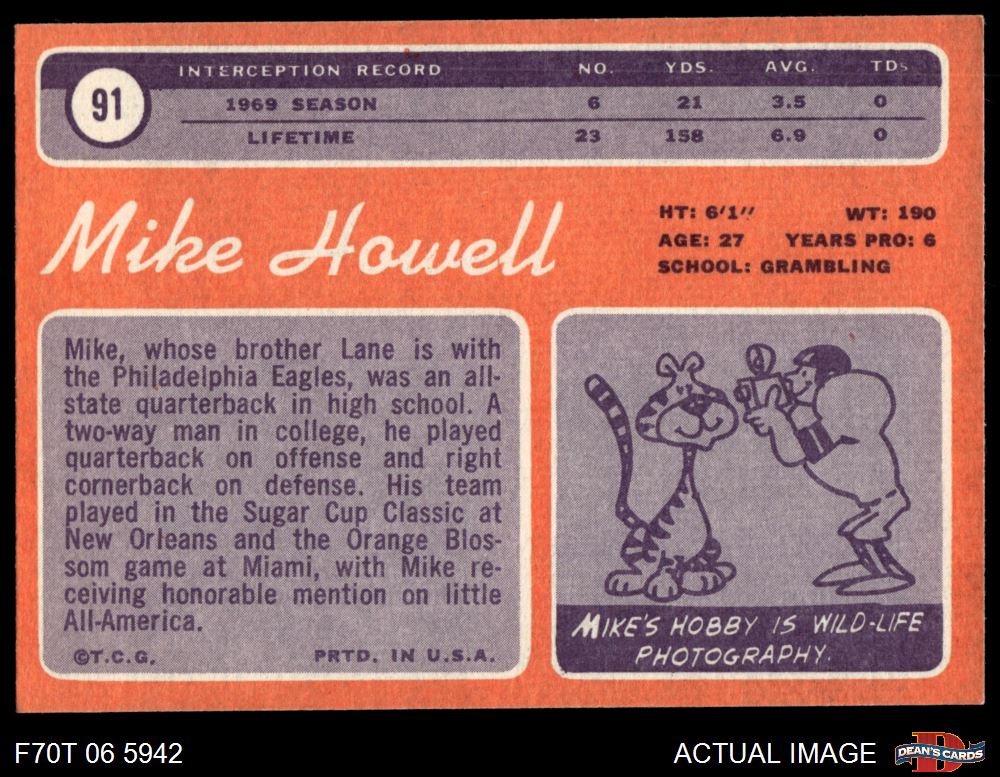 91
INTERCEPTION RECORD NO. YDS. AVG. TDs
1969 SEASON 6 21 3.5 0
LIFETIME 23 158 6.9 0
Mike Howell
HT: 6'1" WT: 190
AGE: 27 YEARS PRO: 6
SCHOOL: GRAMBLING
Mike, whose brother Lane is with
the Philadelphia Eagles, was an all-
state quarterback in high school. A
two-way man in college, he played
quarterback on offense and right
cornerback on defense. His team
played in the Sugar Cup Classic at
New Orleans and the Orange Blos-
som game at Miami, with Mike re-
ceiving honorable mention on little
All-America.
©T.C.G. PRTD. IN U.S.A.
MIKE'S HOBBY IS WILD-LIFE
PHOTOGRAPHY.
F70T 06 5942 ACTUAL IMAGE
D
DEAN'S CARDS